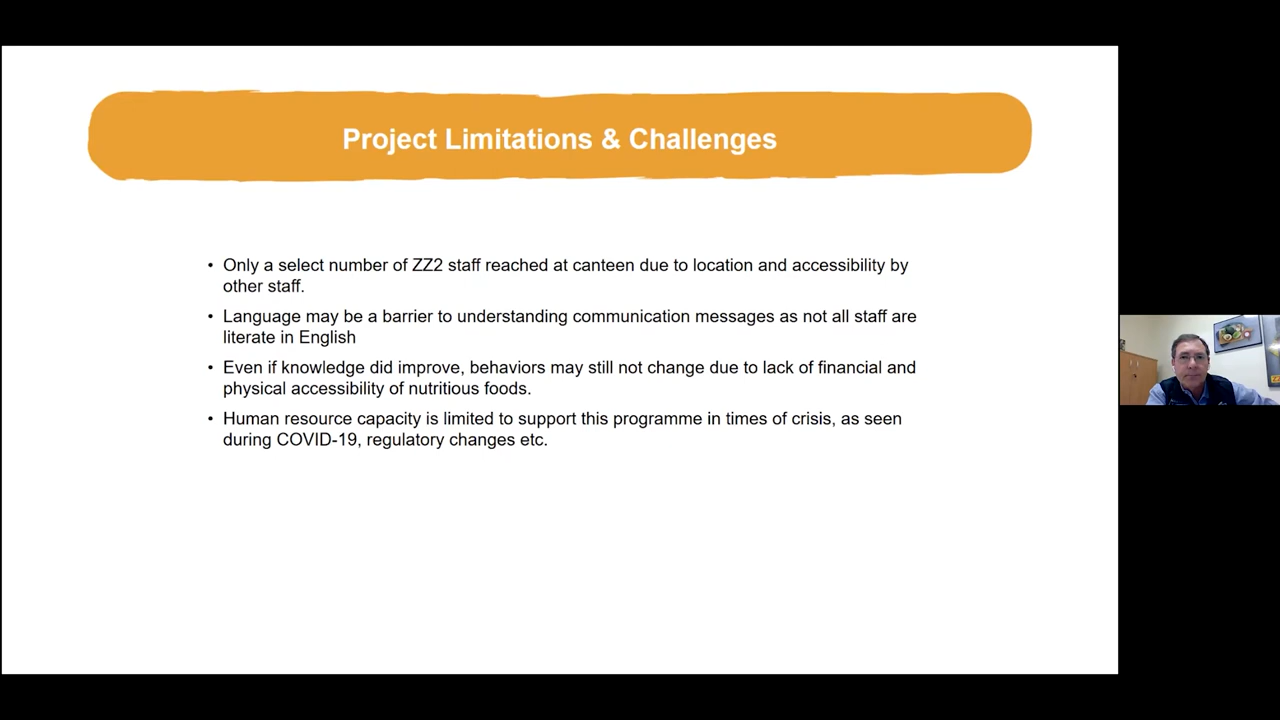 Project Limitations & Challenges
• Only a select number of ZZ2 staff reached at canteen due to location and accessibility by
other staff.
• Language may be a barrier to understanding communication messages as not all staff are
literate in English
• Even if knowledge did improve, behaviors may still not change due to lack of financial and
physical accessibility of nutritious foods.
• Human resource capacity is limited to support this programme in times of crisis, as seen
during COVID-19, regulatory changes etc.